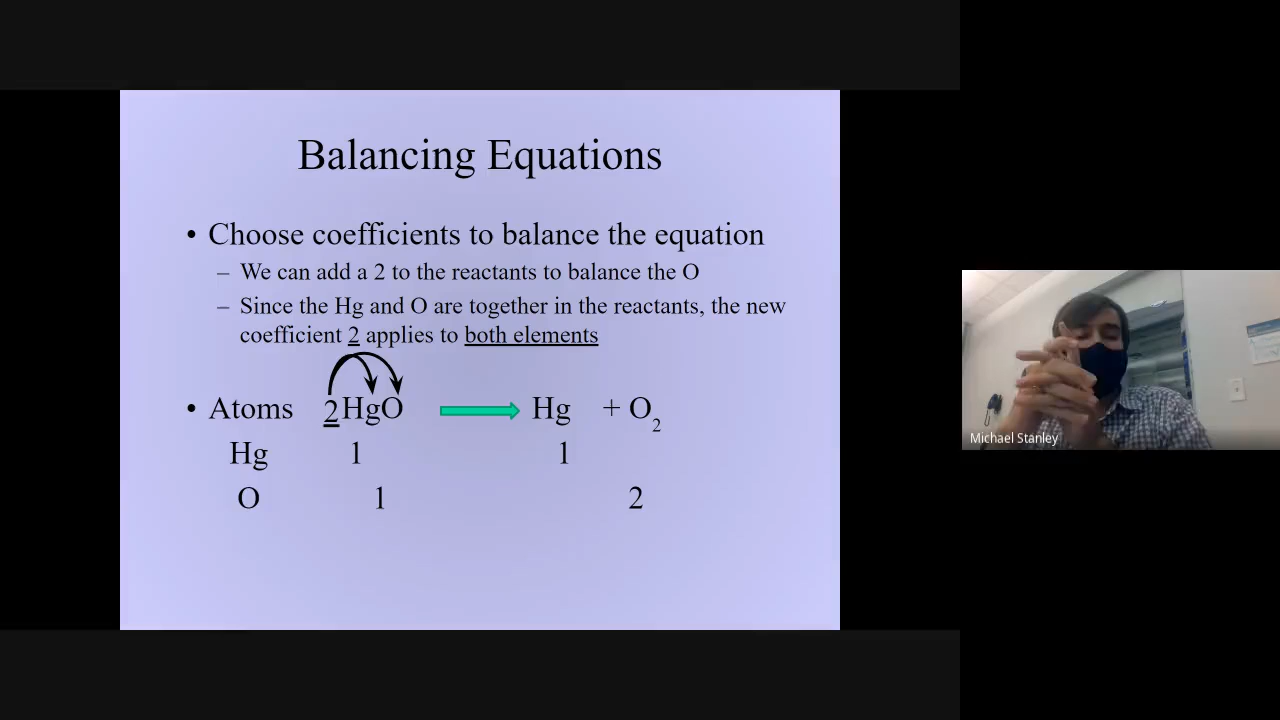 Balancing Equations
• Choose coefficients to balance the equation
– We can add a 2 to the reactants to balance the O
– Since the Hg and O are together in the reactants, the new
coefficient 2 applies to both elements
• Atoms 2HgO Hg + O₂
Hg 1 1
O 1 2
Michael Stanley